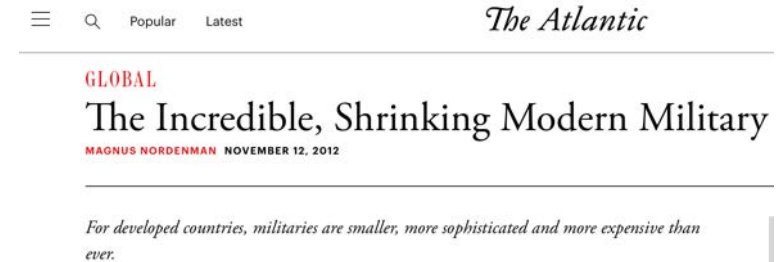 Popular Latest The Atlantic
GLOBAL
The Incredible, Shrinking Modern Military
MAGNUS NORDENMAN NOVEMBER 12, 2012
For developed countries, militaries are smaller, more sophisticated and more expensive than
ever.